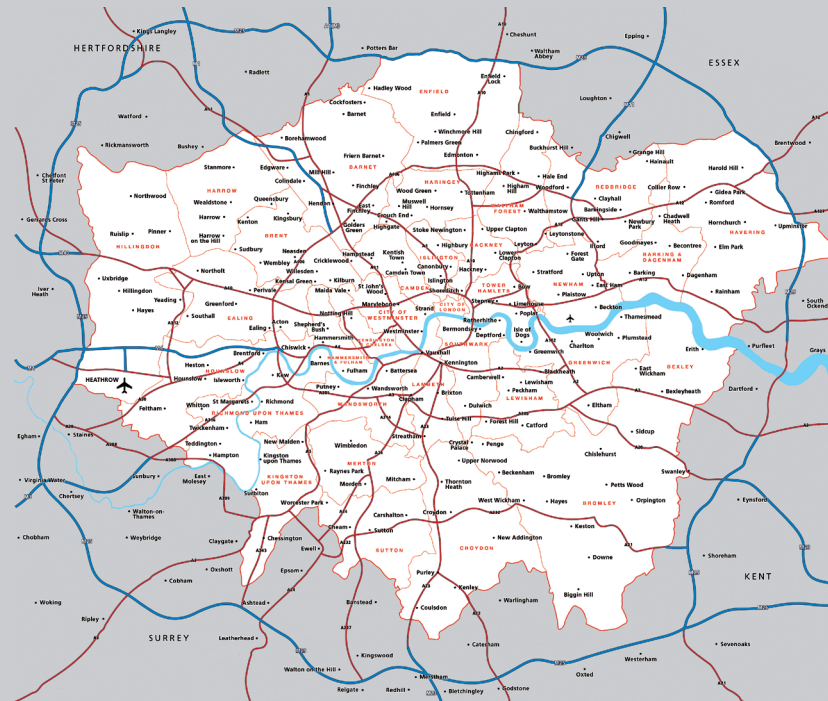 Kings Langley
M25
A1(M)
A10
Cheshunt
Epping
HERTFORDSHIRE
Potters Bar
Waltham
Abbey
M25
ESSEX
Radlett
M1
Enfield
Lock
Hadley Wood
ENFIELD
Loughton
M11
Cockfosters
Barnet
Enfield
A10
Watford
Winchmore Hill
Chingford
Chigwell
Brentwood
Rickmansworth
Bushey
Borehamwood
Palmers Green
Buckhurst Hill
Grange Hill
Hainault
Friern Barnet
Edmonton
Stanmore
Edgware
Mill Hill
BARNET
Highams Park
Hale End
Harold Hill
Chalfont
St Peter
Colindale
HARINGEY
Higham
Hill
Woodford
REDBRIDGE
Collier Row
Gidea Park
HARROW
Finchley
Wood Green
Tottenham
Clayhall
Romford
Northwood
Wealdstone
Queensbury
Hendon
East
Finchley
Muswell
Hill
Hornsey
WALTHAM
FOREST
Walthamstow
Barkingside
Chadwell
Heath
Gerrards Cross
Harrow
Kenton
Kingsbury
Crouch End
Gants Hill
Newbury
Park
Hornchurch
Upminster
Ruislip
Pinner
Harrow
on the Hill
BRENT
Golders
Green
Highgate
Stoke Newington
Upper Clapton
Leytonstone
HAVERING
HILLINGDON
Sudbury
Neasden
Hampstead
Kentish
Town
Highbury
HACKNEY
Leyton
Ilford
Goodmayes
Becontree
Elm Park
Wembley
Cricklewood
ISLINGTON
Lower
Clapton
Forest
Gate
BARKING &
DAGENHAM
Uxbridge
Northolt
Willesden
Camden Town
Canonbury
Hackney
Stratford
Upton
Barking
Dagenham
Iver
Heath
Hillingdon
Perivale
Kensal Green
Kilburn
St John's
Wood
CAMDEN
Islington
TOWER
HAMLETS
Bow
NEWHAM
East Ham
Rainham
Yeading
Greenford
Maida Vale
Shoreditch
Plaistow
South
Ockendon
Hayes
Southall
EALING
Acton
Notting Hill
Marylebone
CITY OF
WESTMINSTER
Strand
CITY OF
LONDON
Stepney
Limehouse
Poplar
Beckton
Thamesmead
Ealing
Shepherd's
Bush
Westminster
Rotherhithe
Bermondsey
Deptford
Isle of
Dogs
Woolwich
Plumstead
Hammersmith
KENSINGTON
CHELSEA
SOUTHWARK
Charlton
Erith
Purfleet
Brentford
Chiswick
HAMMERSMITH
& FULHAM
Vauxhall
Greenwich
Grays
Heston
HOUNSLOW
Barnes
Fulham
Battersea
Kennington
Blackheath
GREENWICH
East
Wickham
BEXLEY
HEATHROW
Hounslow
Isleworth
Kew
Putney
Wandsworth
LAMBETH
Camberwell
Lewisham
Dartford
Whitton
St Margarets
Richmond
Clapham
Brixton
Peckham
LEWISHAM
Bexleyheath
Feltham
RICHMOND UPON THAMES
WANDSWORTH
Dulwich
Eltham
Twickenham
Ham
Tulse Hill
Forest Hill
Catford
Sidcup
Egham
Staines
Teddington
New Malden
Wimbledon
Streatham
Crystal
Palace
Penge
Chislehurst
Hampton
Kingston
upon Thames
MERTON
Upper Norwood
Swanley
Virginia Water
Sunbury
East
Molesey
Raynes Park
Beckenham
Bromley
Petts Wood
Chertsey
Surbiton
KINGSTON
UPON THAMES
Morden
Mitcham
Thornton
Heath
West Wickham
Hayes
BROMLEY
Orpington
Eynsford
Walton-on-
Thames
Worcester Park
Carshalton
Croydon
Keston
Chobham
Weybridge
Claygate
Chessington
Cheam
Sutton
New Addington
Ewell
SUTTON
CROYDON
Downe
Shoreham
Oxshott
Cobham
Epsom
Purley
KENT
Woking
Ashtead
Banstead
Kenley
Biggin Hill
Ripley
Coulsdon
Warlingham
SURREY
Leatherhead
Caterham
Sevenoaks
Kingswood
Westerham
Walton on the Hill
Merstham
M25
Oxted
Reigate
Redhill
Bletchingley
Godstone